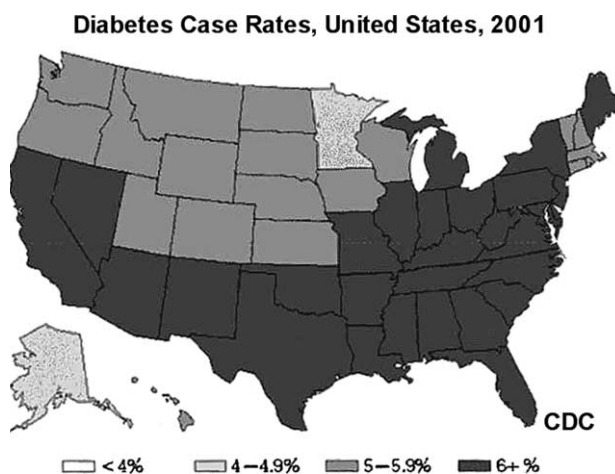 Diabetes Case Rates, United States, 2001
CDC
<4% 4–4.9% 5–5.9% 6+ %